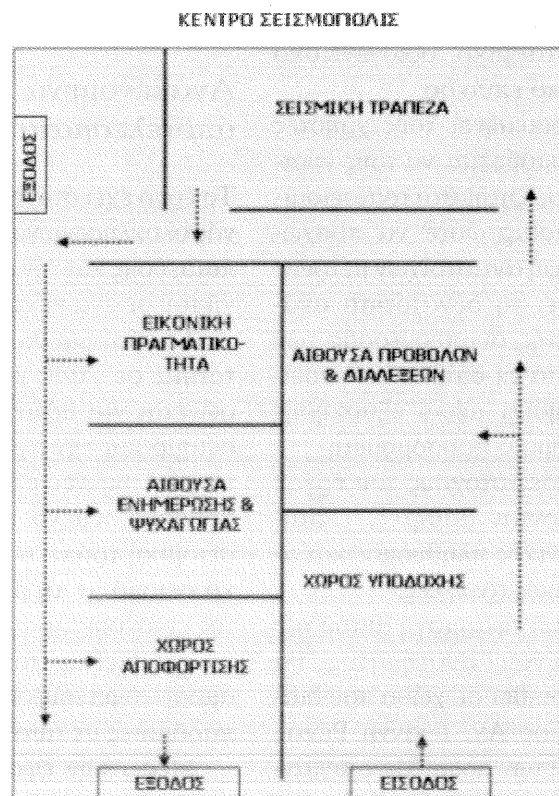 ΚΕΝΤΡΟ ΣΕΙΣΜΟΠΟΛΙΣ
ΣΕΙΣΜΙΚΗ ΤΡΑΠΕΖΑ
ΕΞΟΔΟΣ
ΕΙΚΟΝΙΚΗ
ΠΡΑΓΜΑΤΙΚΟ-
ΤΗΤΑ
ΑΙΘΟΥΣΑ ΠΡΟΒΟΛΩΝ
& ΔΙΑΛΕΞΕΩΝ
ΑΙΘΟΥΣΑ
ΕΝΗΜΕΡΩΣΗΣ &
ΨΥΧΑΓΩΓΙΑΣ
ΧΩΡΟΣ ΥΠΟΔΟΧΗΣ
ΧΩΡΟΣ
ΑΠΟΦΟΡΤΙΣΗΣ
ΕΞΟΔΟΣ
ΕΙΣΟΔΟΣ